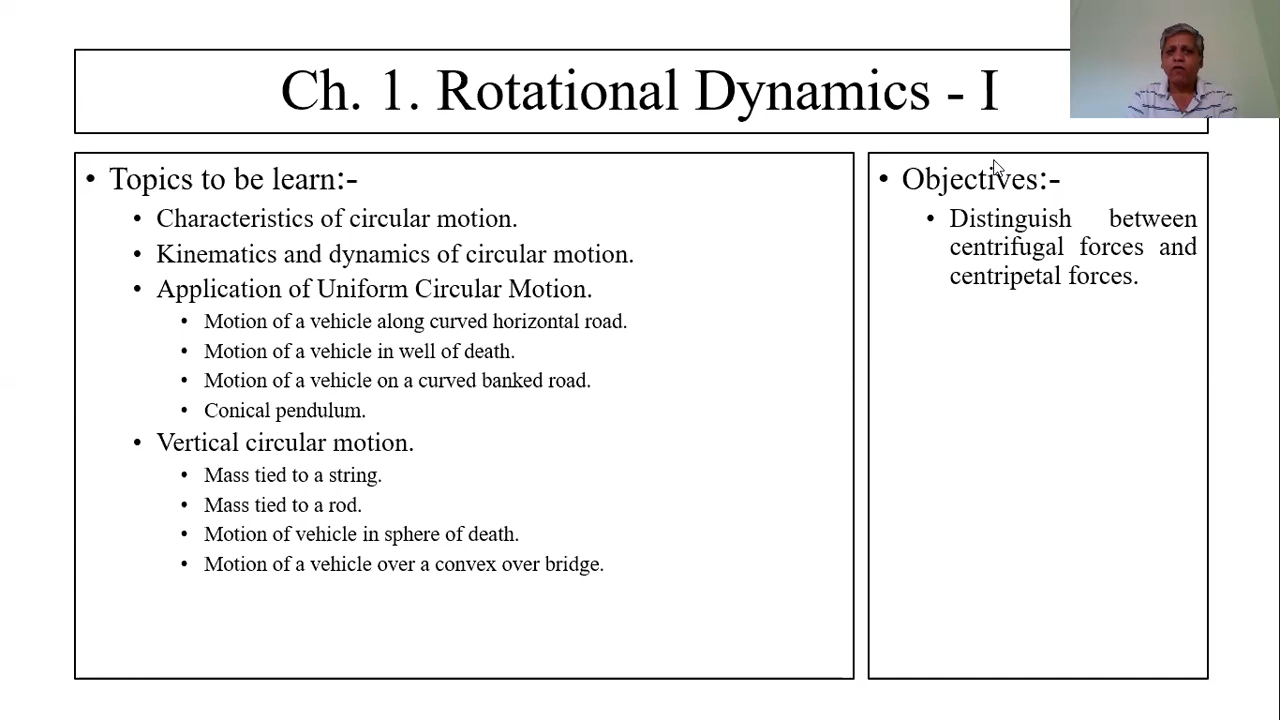 Ch. 1. Rotational Dynamics - I
• Topics to be learn:-
• Characteristics of circular motion.
• Kinematics and dynamics of circular motion.
• Application of Uniform Circular Motion.
• Motion of a vehicle along curved horizontal road.
• Motion of a vehicle in well of death.
• Motion of a vehicle on a curved banked road.
• Conical pendulum.
• Vertical circular motion.
• Mass tied to a string.
• Mass tied to a rod.
• Motion of vehicle in sphere of death.
• Motion of a vehicle over a convex over bridge.
• Objectives:-
• Distinguish between
centrifugal forces and
centripetal forces.